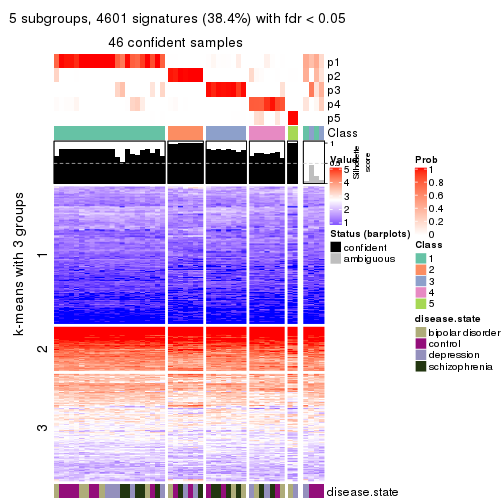 5 subgroups, 4601 signatures (38.4%) with fdr < 0.05
46 confident samples
p1
p2
p3
p4
p5
Class
1
Silhouette
score
k-means with 3 groups
1
2
3
disease.state
Value
5
4
3
2
1
Status (barplots)
confident
ambiguous
Prob
1
0.8
0.6
0.4
0.2
0
Class
1
2
3
4
5
disease.state
bipolar disorder
control
depression
schizophrenia